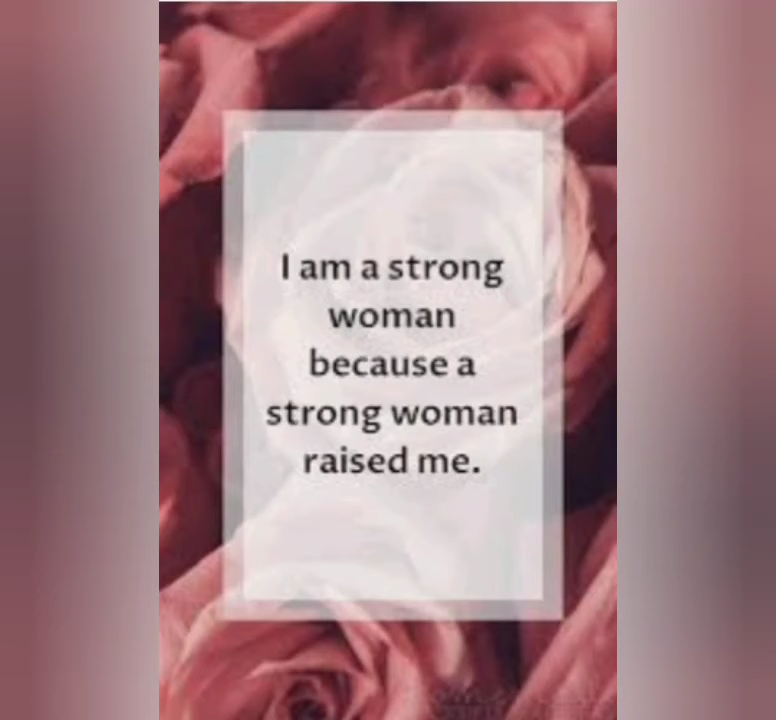 I am a strong
woman
because a
strong woman
raised me.